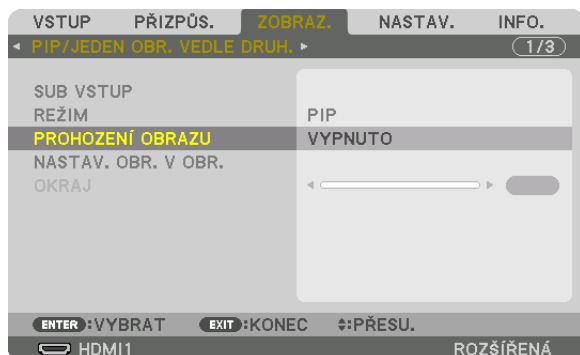 VSTUP PŘIZPŮS. ZOBRAZ. NASTAV. INFO.
PIP/JEDEN OBR. VEDLE DRUH. 1/3
SUB VSTUP
REŽIM PIP
PROHOZENÍ OBRAZU VYPNUTO
NASTAV. OBR. V OBR.
OKRAJ
ENTER :VYBRAT EXIT :KONEC :PŘESU.
HDMI1 ROZŠÍŘENÁ